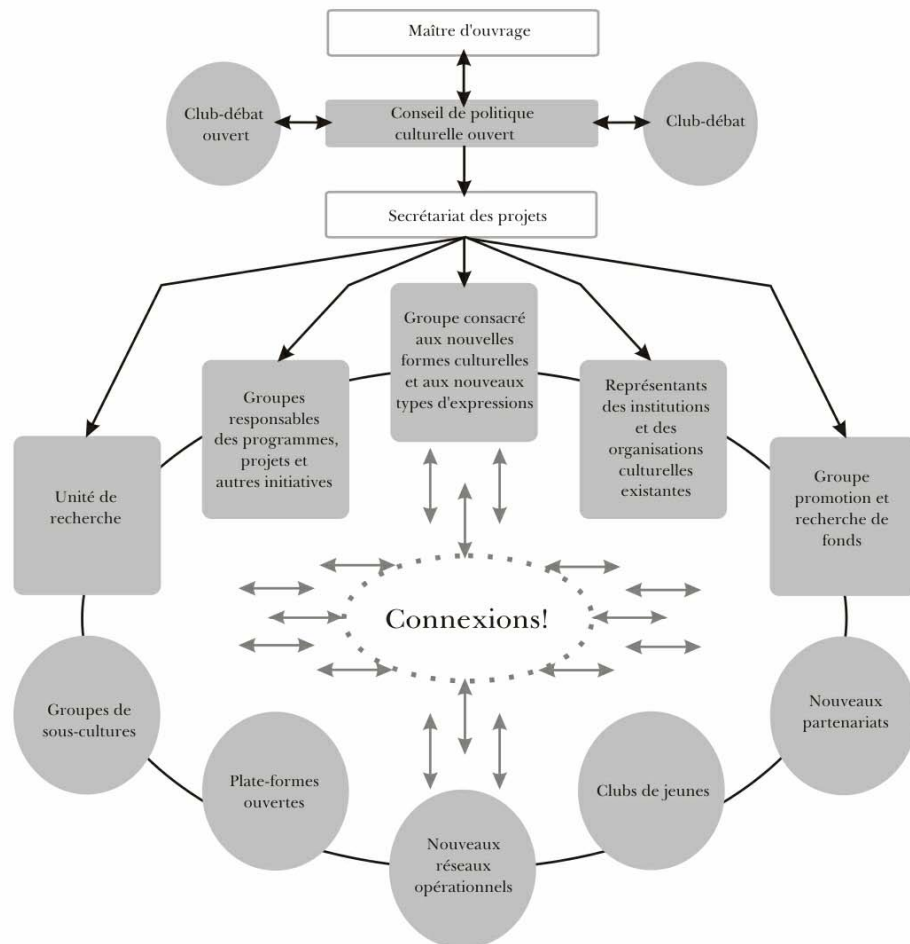 Maître d'ouvrage
Club-débat
ouvert
Conseil de politique
culturelle ouvert
Club-débat
Secrétariat des projets
Groupe consacré
aux nouvelles
formes culturelles
et aux nouveaux
types d'expressions
Groupes
responsables
des programmes,
projets et
autres initiatives
Représentants
des institutions
et des
organisations
culturelles
existantes
Unité de
recherche
Groupe
promotion et
recherche de
fonds
Connexions!
Groupes de
sous-cultures
Nouveaux
partenariats
Plate-formes
ouvertes
Clubs de jeunes
Nouveaux
réseaux
opérationnels